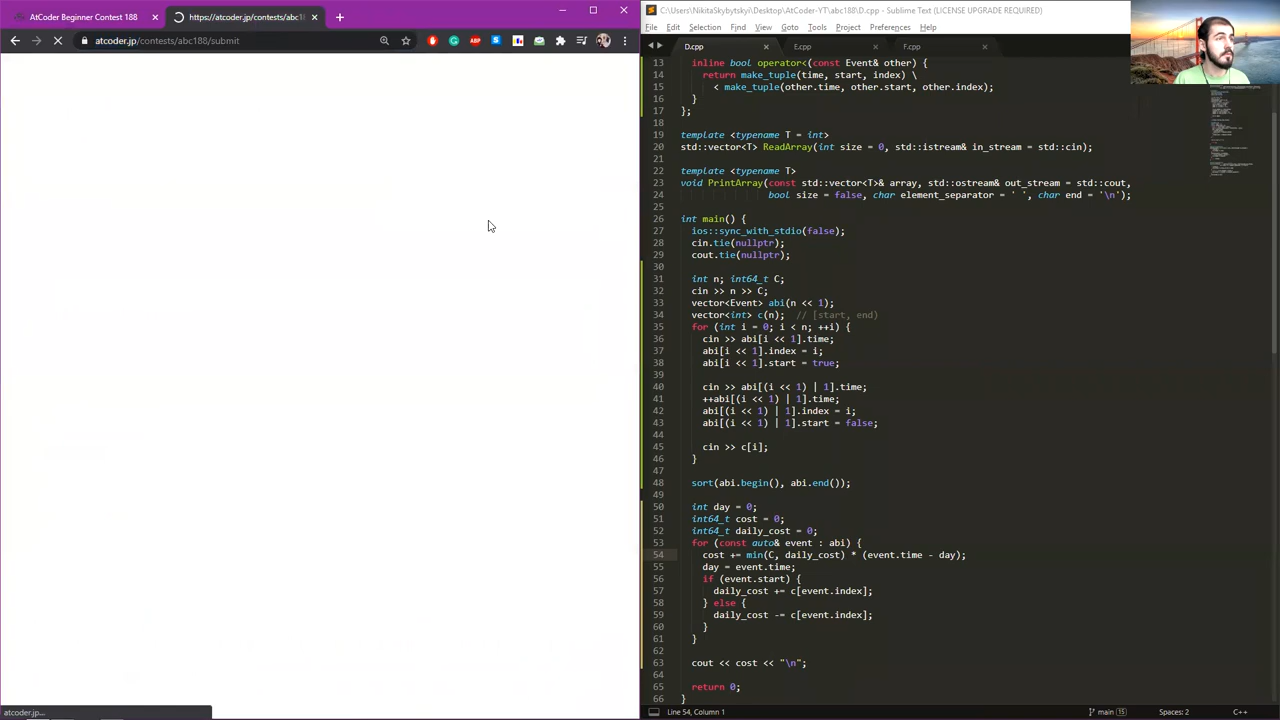 AtCoder Beginner Contest 188
https://atcoder.jp/contests/abc1
atcoder.jp/contests/abc188/submit
atcoder.jp...
C:\Users\NikitaSkybytskyi\Desktop\AtCoder-YT\abc188\D.cpp - Sublime Text (LICENSE UPGRADE REQUIRED)
File Edit Selection Find View Goto Tools Project Preferences Help
D.cpp E.cpp F.cpp
13 inline bool operator<(const Event& other) {
14 return make_tuple(time, start, index) \
15 < make_tuple(other.time, other.start, other.index);
16 }
17 };
18
19 template <typename T = int>
20 std::vector<T> ReadArray(int size = 0, std::istream& in_stream = std::cin);
21
22 template <typename T>
23 void PrintArray(const std::vector<T>& array, std::ostream& out_stream = std::cout,
24 bool size = false, char element_separator = ' ', char end = '\n');
25
26 int main() {
27 ios::sync_with_stdio(false);
28 cin.tie(nullptr);
29 cout.tie(nullptr);
30
31 int n; int64_t C;
32 cin >> n >> C;
33 vector<Event> abi(n << 1);
34 vector<int> c(n); // [start, end)
35 for (int i = 0; i < n; ++i) {
36 cin >> abi[i << 1].time;
37 abi[i << 1].index = i;
38 abi[i << 1].start = true;
39
40 cin >> abi[(i << 1) | 1].time;
41 ++abi[(i << 1) | 1].time;
42 abi[(i << 1) | 1].index = i;
43 abi[(i << 1) | 1].start = false;
44
45 cin >> c[i];
46 }
47
48 sort(abi.begin(), abi.end());
49
50 int day = 0;
51 int64_t cost = 0;
52 int64_t daily_cost = 0;
53 for (const auto& event : abi) {
54 cost += min(C, daily_cost) * (event.time - day);
55 day = event.time;
56 if (event.start) {
57 daily_cost += c[event.index];
58 } else {
59 daily_cost -= c[event.index];
60 }
61 }
62
63 cout << cost << "\n";
64
65 return 0;
66 }
Line 54, Column 1
main 15
Spaces: 2
C++